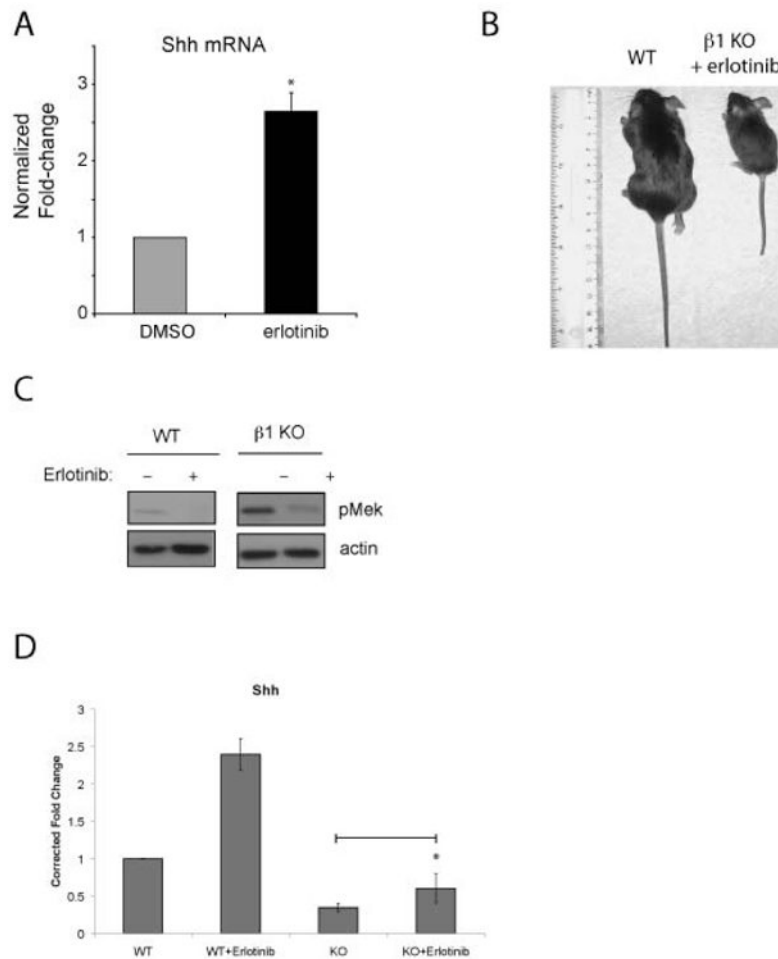 A
Shh mRNA
Normalized
Fold-change
3
2
1
0
*
DMSO
erlotinib
B
WT
β1 KO
+ erlotinib
C
WT
β1 KO
Erlotinib:
–
+
–
+
pMek
actin
D
Shh
Corrected Fold Change
3
2.5
2
1.5
1
0.5
0
*
WT
WT+Erlotinib
KO
KO+Erlotinib